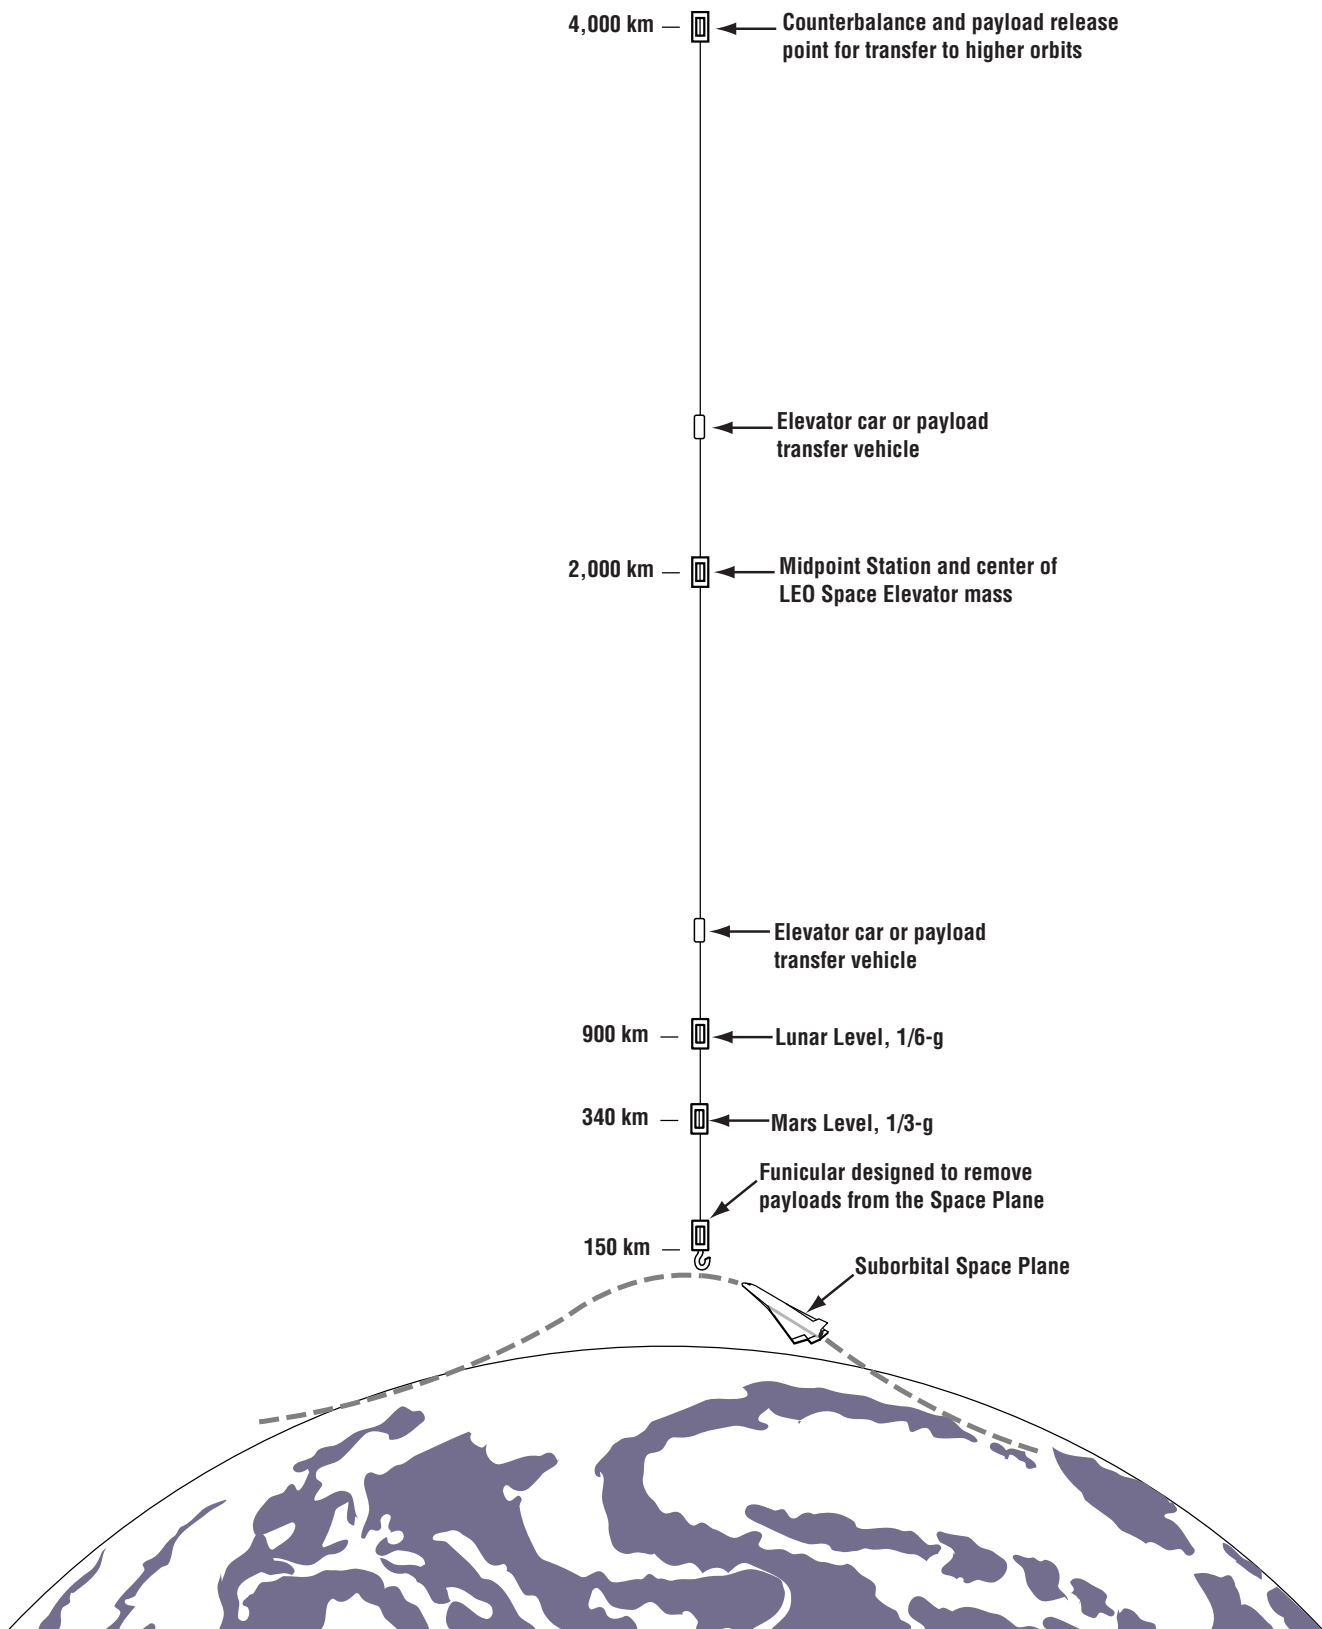 4,000 km
Counterbalance and payload release
point for transfer to higher orbits
Elevator car or payload
transfer vehicle
2,000 km
Midpoint Station and center of
LEO Space Elevator mass
Elevator car or payload
transfer vehicle
900 km
Lunar Level, 1/6-g
340 km
Mars Level, 1/3-g
Funicular designed to remove
payloads from the Space Plane
150 km
Suborbital Space Plane